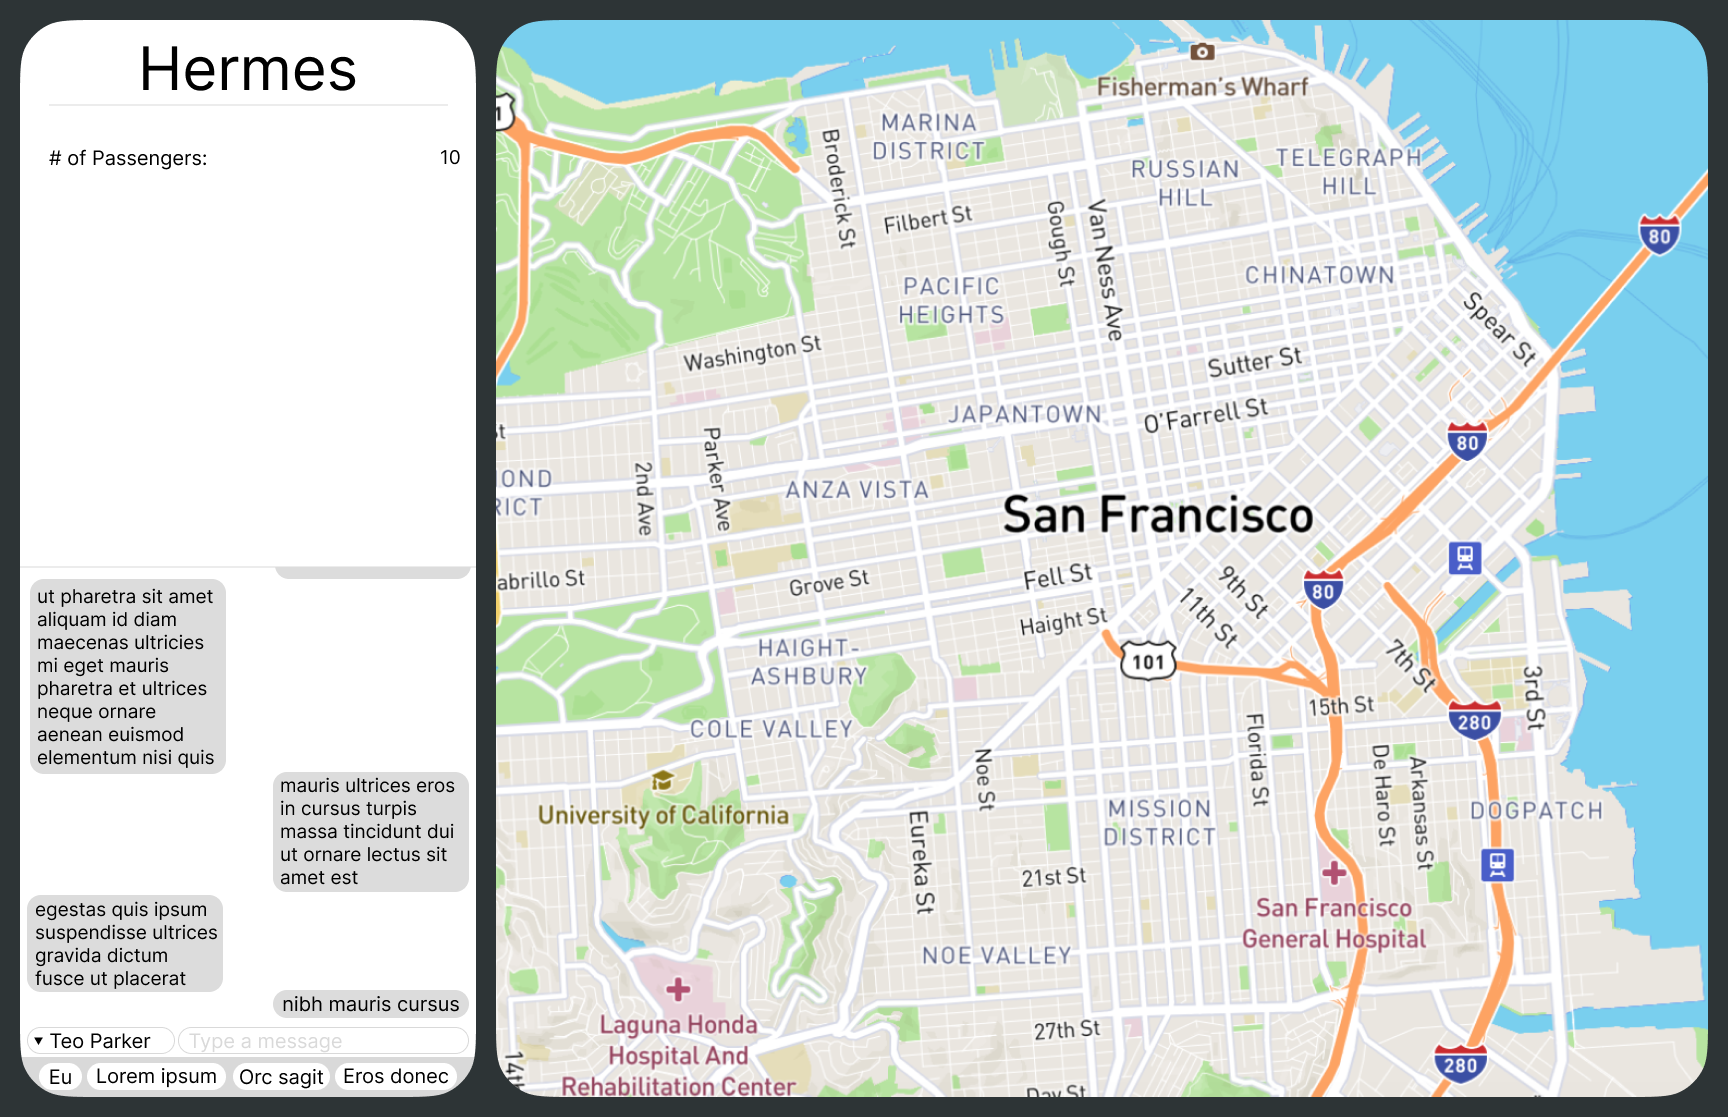 Hermes
# of Passengers: 10
ut pharetra sit amet
aliquam id diam
maecenas ultricies
mi eget mauris
pharetra et ultrices
neque ornare
aenean euismod
elementum nisi quis
mauris ultrices eros
in cursus turpis
massa tincidunt dui
ut ornare lectus sit
amet est
egestas quis ipsum
suspendisse ultrices
gravida dictum
fusce ut placerat
nibh mauris cursus
▾ Teo Parker
Type a message
Eu
Lorem ipsum
Orc sagit
Eros donec
Fisherman's Wharf
1
MARINA
DISTRICT
Broderick St
RUSSIAN
HILL
TELEGRAPH
HILL
Filbert St
Gough St
Van Ness Ave
80
PACIFIC
HEIGHTS
CHINATOWN
Spear St
Washington St
Sutter St
JAPANTOWN
O'Farrell St
80
St
Parker Ave
2nd Ave
OND
RICT
ANZA VISTA
San Francisco
abrillo St
Grove St
Fell St
Haight St
9th St
11th St
80
HAIGHT-
ASHBURY
101
7th St
3rd St
15th St
280
COLE VALLEY
Noe St
Florida St
De Haro St
Arkansas St
University of California
Eureka St
MISSION
DISTRICT
DOGPATCH
21st St
San Francisco
General Hospital
NOE VALLEY
Laguna Honda
Hospital And
Rehabilitation Center
27th St
14th
Day St
280